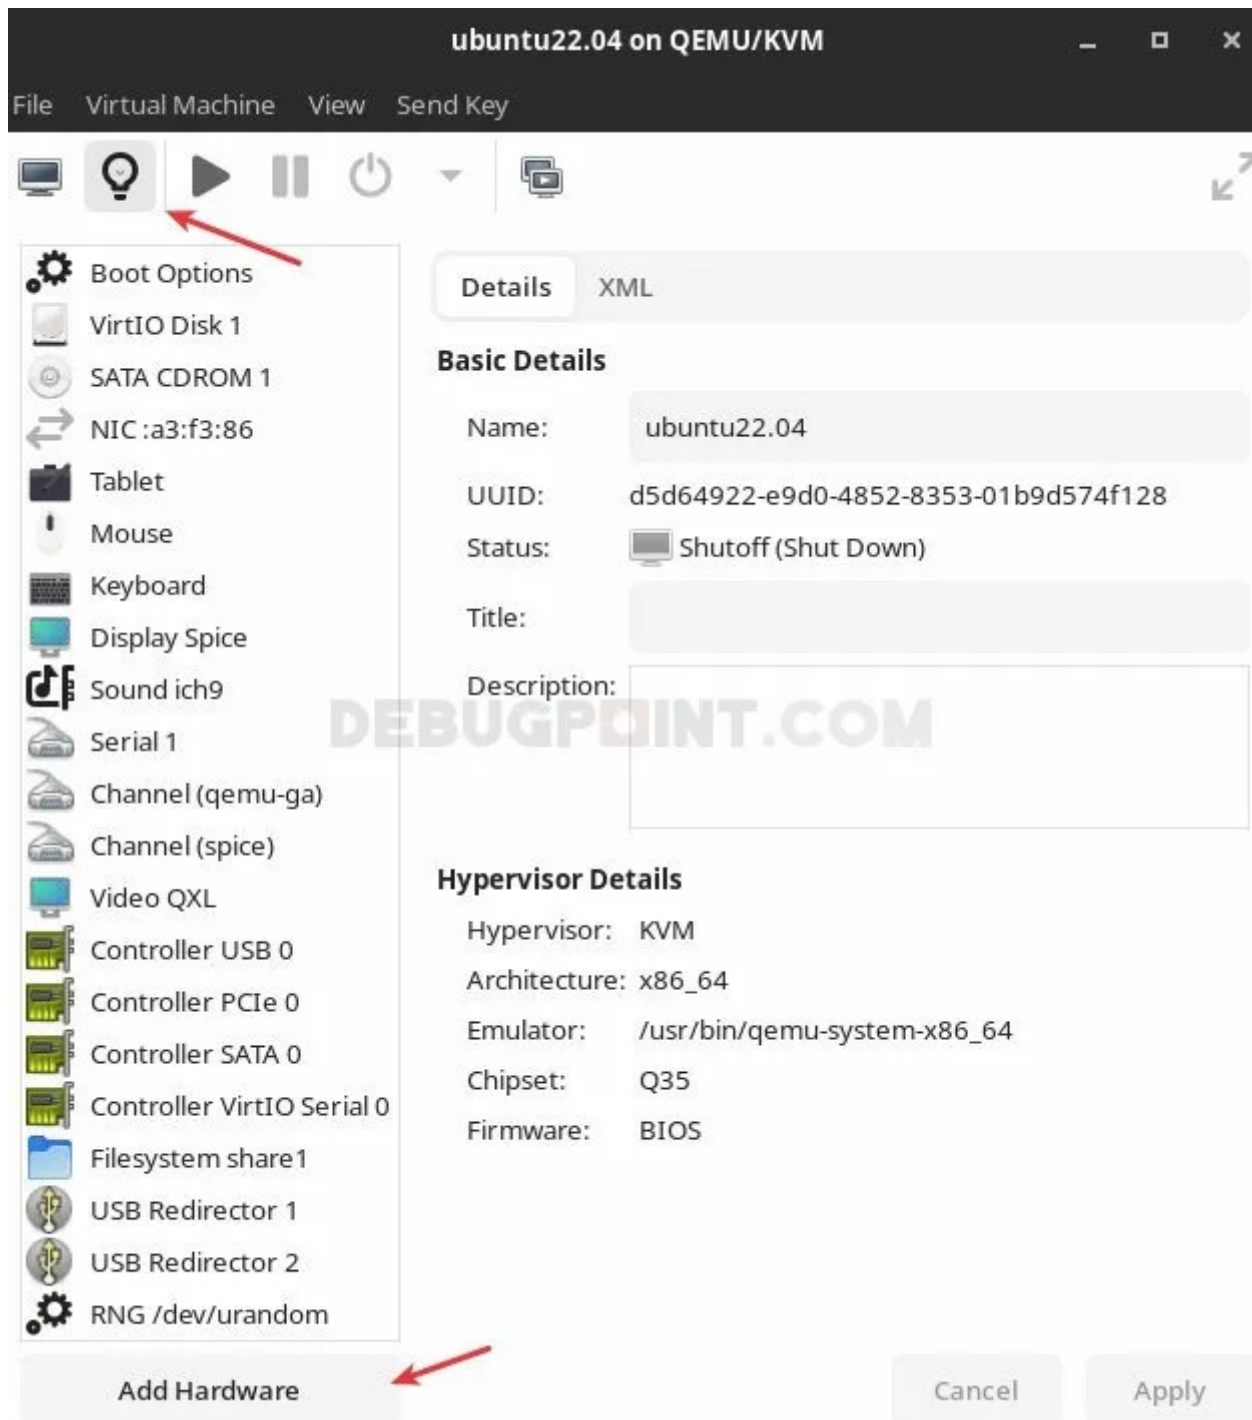 ubuntu22.04 on QEMU/KVM
File Virtual Machine View Send Key
Boot Options
VirtIO Disk 1
SATA CDROM 1
NIC :a3:f3:86
Tablet
Mouse
Keyboard
Display Spice
Sound ich9
Serial 1
Channel (qemu-ga)
Channel (spice)
Video QXL
Controller USB 0
Controller PCIe 0
Controller SATA 0
Controller VirtIO Serial 0
Filesystem share1
USB Redirector 1
USB Redirector 2
RNG /dev/urandom
Add Hardware
Details XML
Basic Details
Name: ubuntu22.04
UUID: d5d64922-e9d0-4852-8353-01b9d574f128
Status: Shutoff (Shut Down)
Title:
Description:
DEBUGPOINT.COM
Hypervisor Details
Hypervisor: KVM
Architecture: x86_64
Emulator: /usr/bin/qemu-system-x86_64
Chipset: Q35
Firmware: BIOS
Cancel Apply